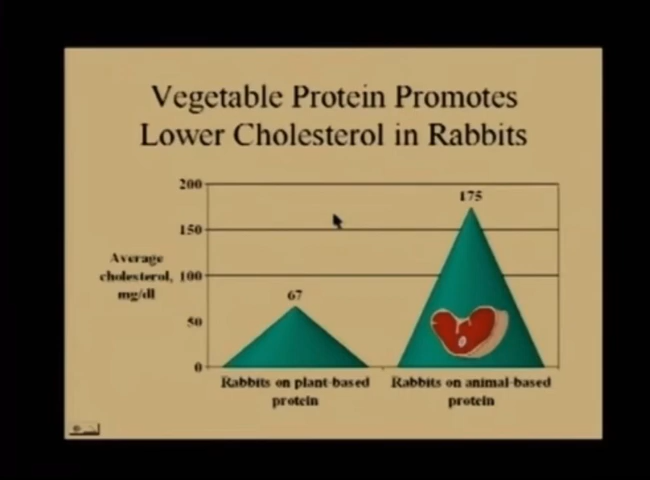 Vegetable Protein Promotes
Lower Cholesterol in Rabbits
200
175
150
Average
cholesterol,
mg/dl
100
67
50
0
Rabbits on plant-based
protein
Rabbits on animal-based
protein